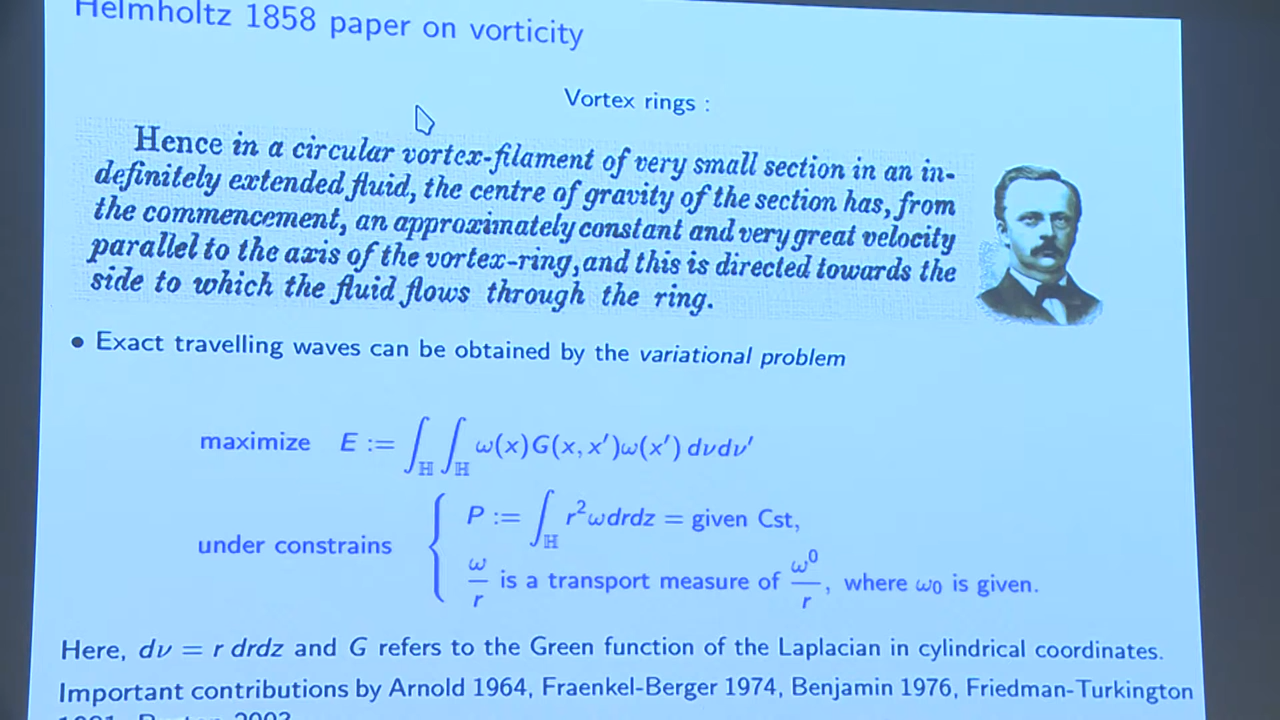 Helmholtz 1858 paper on vorticity
Vortex rings :
Hence in a circular vortex-filament of very small section in an in-
definitely extended fluid, the centre of gravity of the section has, from
the commencement, an approximately constant and very great velocity
parallel to the axis of the vortex-ring, and this is directed towards the
side to which the fluid flows through the ring.
• Exact travelling waves can be obtained by the variational problem
maximize E := ∫_ℍ ∫_ℍ ω(x)G(x, x′)ω(x′) dνdν′
under constrains { P := ∫_ℍ r²ωdrdz = given Cst,
ω/r is a transport measure of ω⁰/r, where ω₀ is given.
Here, dν = r drdz and G refers to the Green function of the Laplacian in cylindrical coordinates.
Important contributions by Arnold 1964, Fraenkel-Berger 1974, Benjamin 1976, Friedman-Turkington